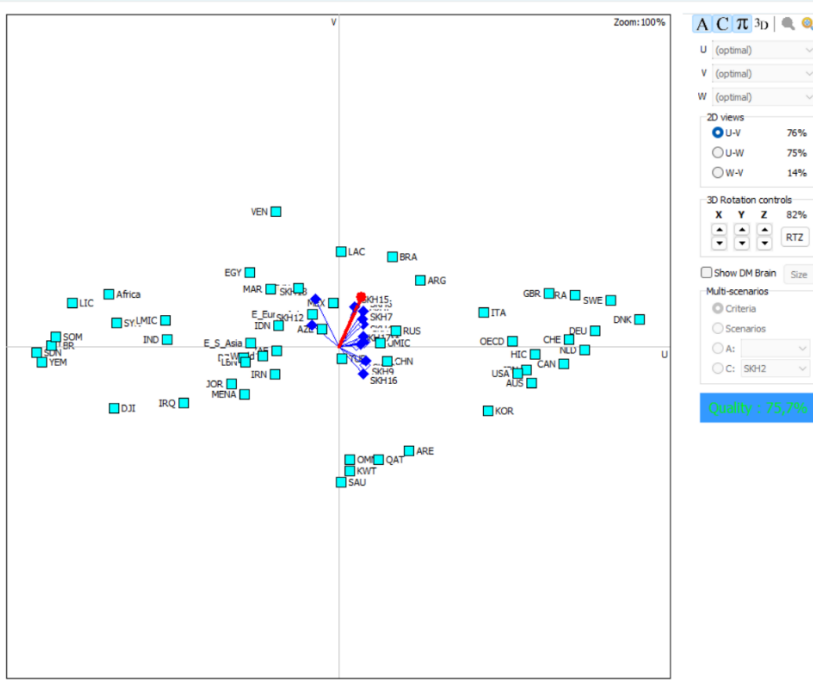 V
Zoom: 100%
VEN
LAC
BRA
EGY
ARG
MAR
SKH15
GBR
SWE
LIC
Africa
ITA
SKH7
DNK
LMIC
SKH12
IDN
RUS
DEU
SOM
IND
E_S_Asia
OECD
CHE
SDN
HIC
NLD
U
YEM
CHN
CAN
IRN
SKH9
USA
JOR
SKH16
AUS
MENA
DJI
IRQ
KOR
ARE
QAT
KWT
SAU
A C π 3D
U (optimal)
V (optimal)
W (optimal)
2D views
U-V 76%
U-W 75%
W-V 14%
3D Rotation controls
X Y Z 82%
RTZ
Show DM Brain Size
Multi-scenarios
Criteria
Scenarios
A:
C: SKH2
Quality : 75,7%